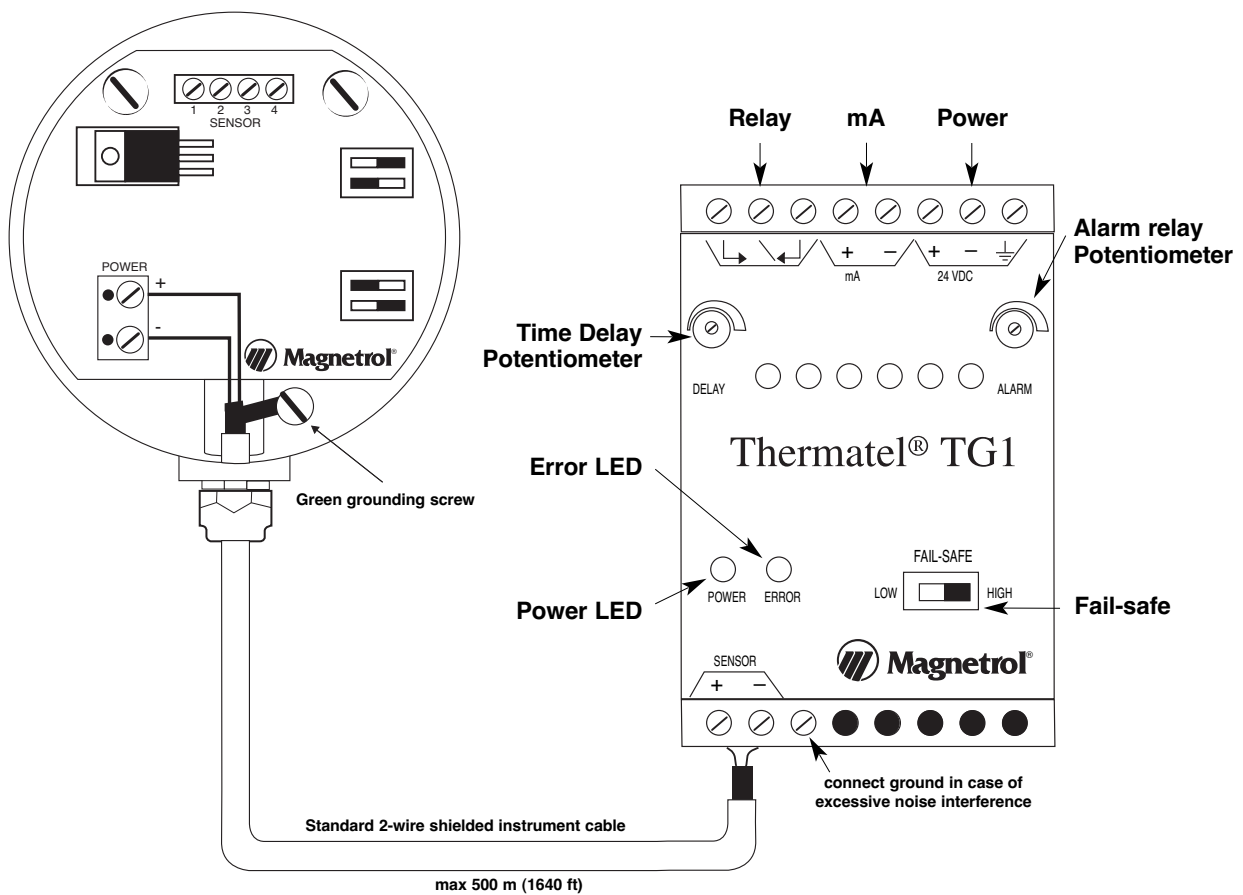 1 2 3 4
SENSOR
POWER
+
-
Magnetrol®
Green grounding screw
Relay
mA
Power
Alarm relay
Potentiometer
+ −
mA
+ −
24 VDC
Time Delay
Potentiometer
DELAY
ALARM
Thermatel® TG1
Error LED
Power LED
POWER
ERROR
FAIL-SAFE
LOW
HIGH
Fail-safe
Magnetrol®
SENSOR
+ −
connect ground in case of
excessive noise interference
Standard 2-wire shielded instrument cable
max 500 m (1640 ft)